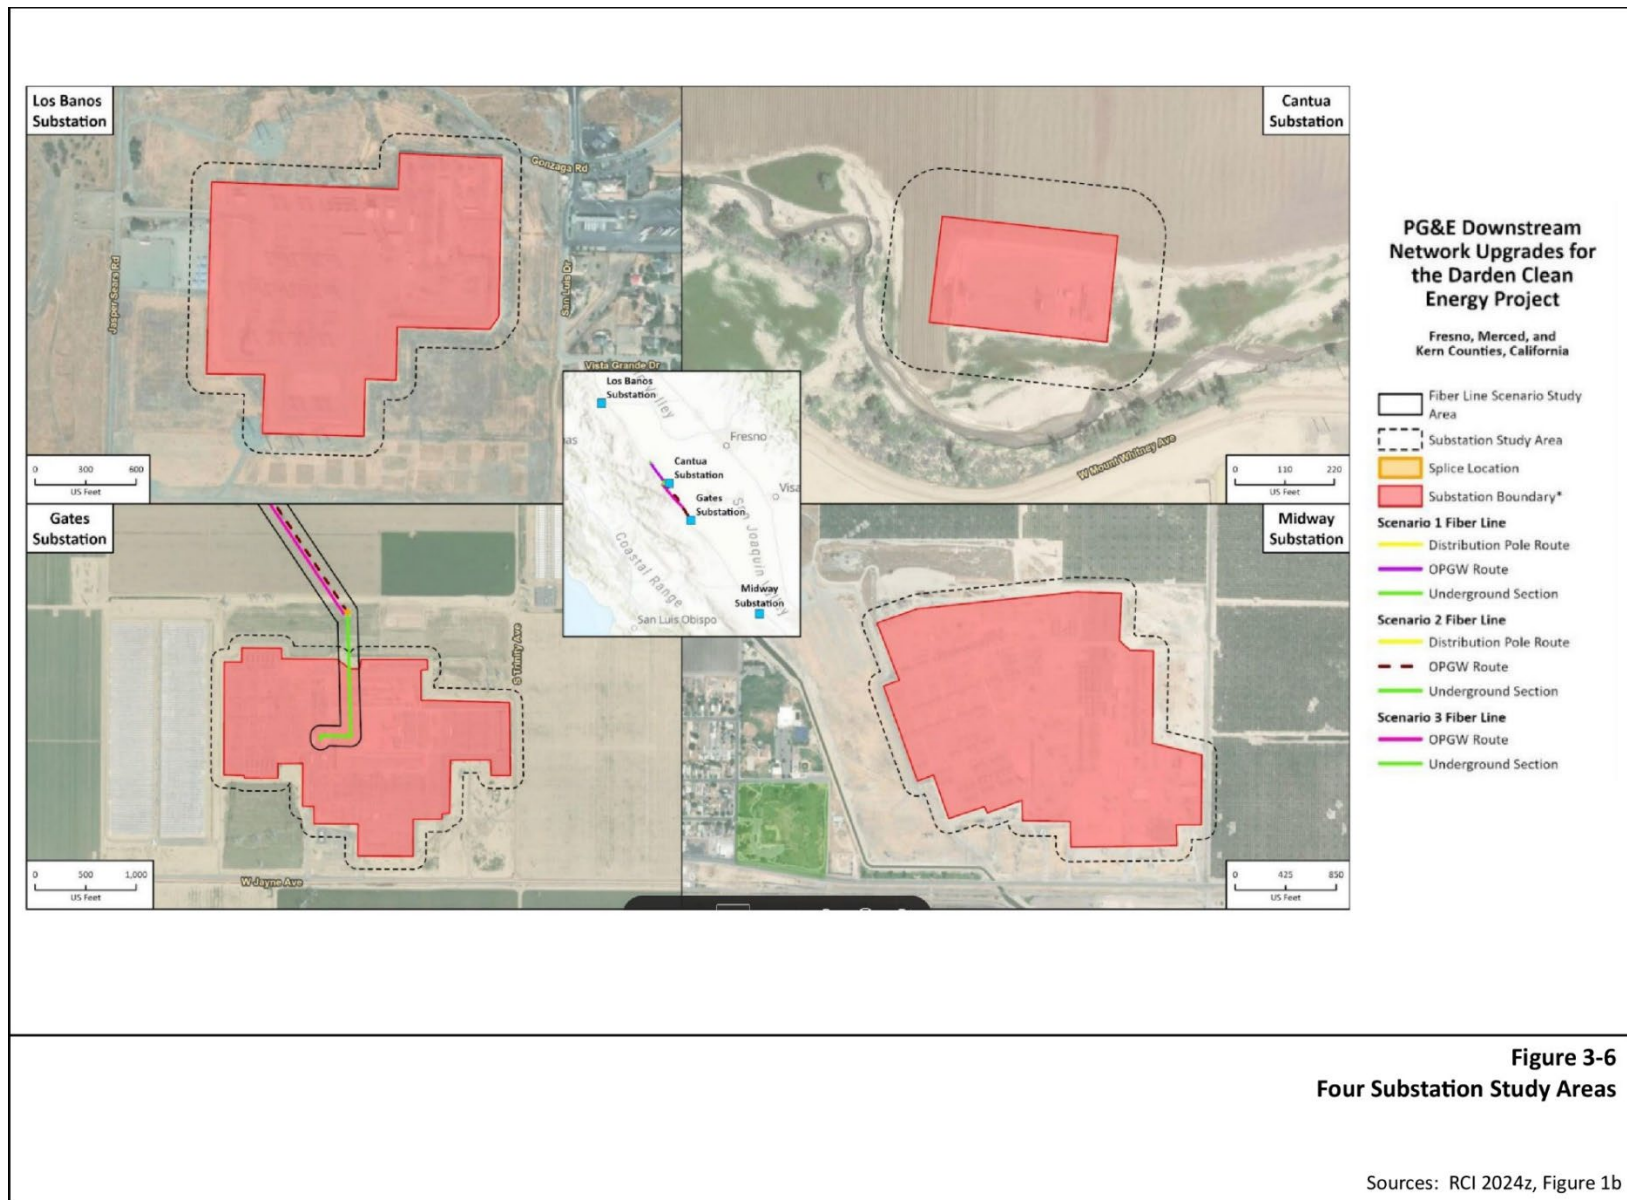 Los Banos
Substation
Gonzaga Rd
Jasper Sears Rd
San Luis Dr
Vista Grande Dr
0 300 600
US Feet
Cantua
Substation
W Mount Whitney Ave
0 110 220
US Feet
Los Banos
Substation
Valley
Fresno
Cantua
Substation
Visa
Gates
Substation
San Joaquin Valley
Coastal Range
Midway
Substation
San Luis Obispo
Gates
Substation
S Trinity Ave
W Jayne Ave
0 500 1,000
US Feet
Midway
Substation
0 425 850
US Feet
PG&E Downstream
Network Upgrades for
the Darden Clean
Energy Project
Fresno, Merced, and
Kern Counties, California
Fiber Line Scenario Study
Area
Substation Study Area
Splice Location
Substation Boundary*
Scenario 1 Fiber Line
Distribution Pole Route
OPGW Route
Underground Section
Scenario 2 Fiber Line
Distribution Pole Route
OPGW Route
Underground Section
Scenario 3 Fiber Line
OPGW Route
Underground Section
Figure 3-6
Four Substation Study Areas
Sources: RCI 2024z, Figure 1b